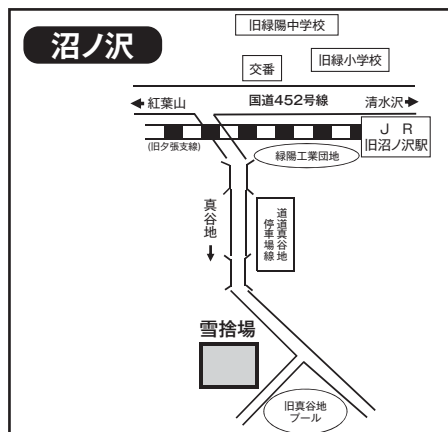 沼ノ沢
旧緑陽中学校
交番
旧緑小学校
紅葉山
国道452号線
清水沢
(旧夕張支線)
J R
旧沼ノ沢駅
緑陽工業団地
真谷地
道道真谷地
停車場線
雪捨場
旧真谷地
プール